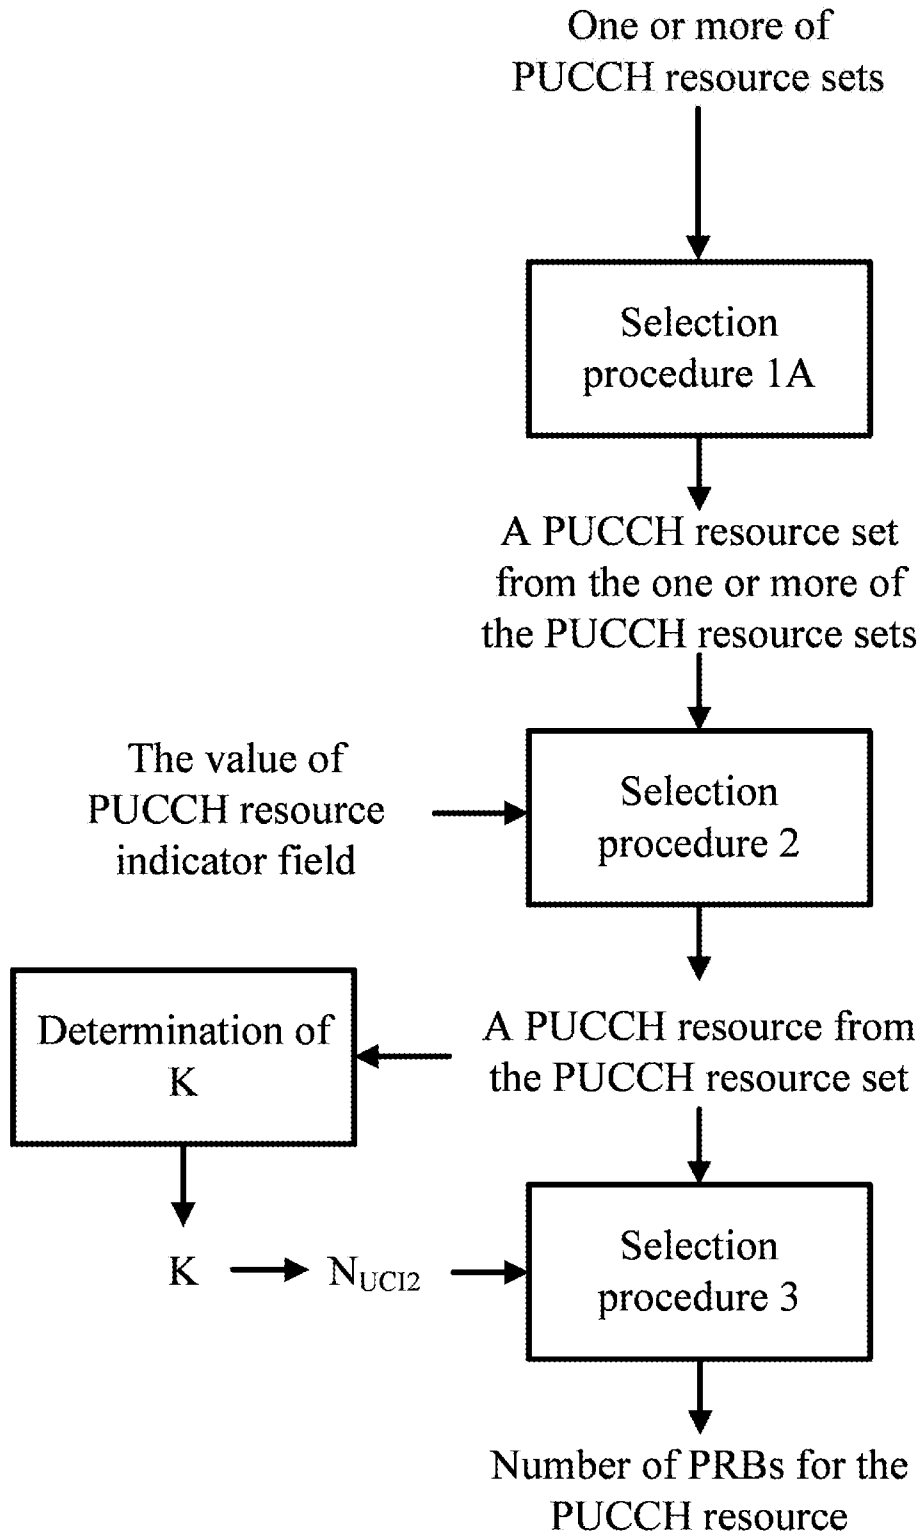 One or more of
PUCCH resource sets
Selection
procedure 1A
A PUCCH resource set
from the one or more of
the PUCCH resource sets
The value of
PUCCH resource
indicator field
Selection
procedure 2
Determination of
K
A PUCCH resource from
the PUCCH resource set
K
NUCI2
Selection
procedure 3
Number of PRBs for the
PUCCH resource